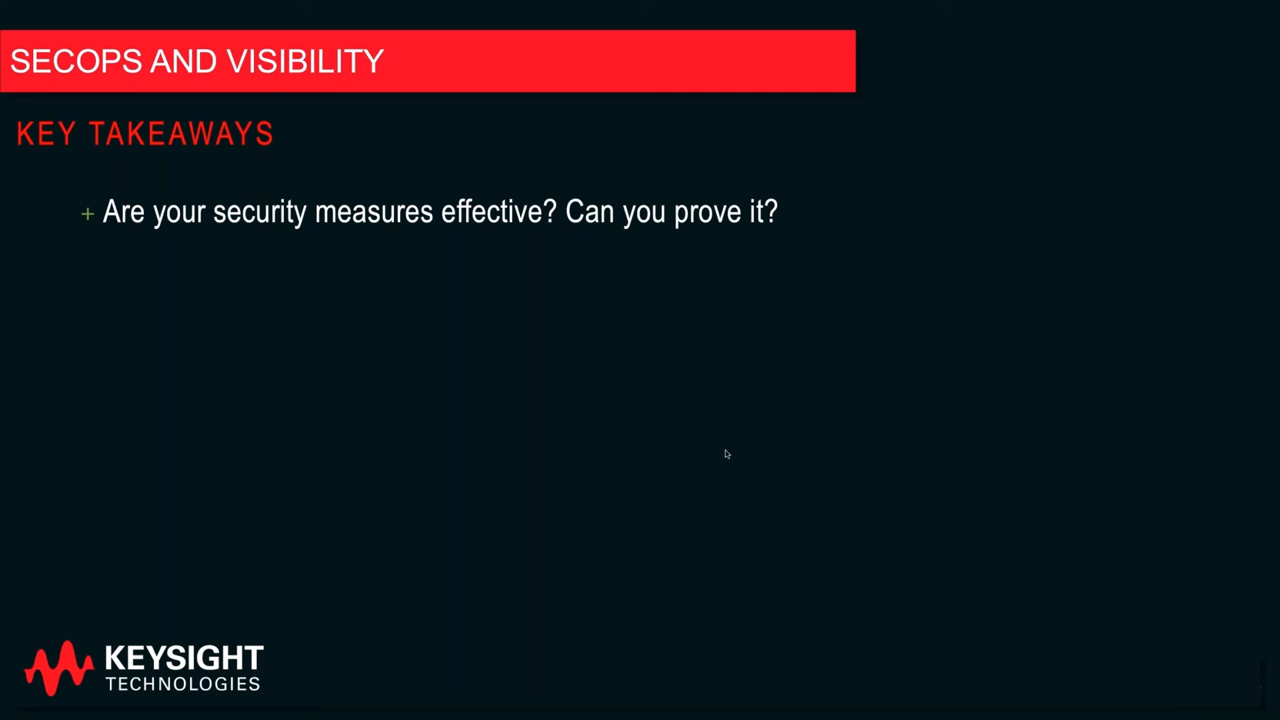 SECOPS AND VISIBILITY
KEY TAKEAWAYS
+ Are your security measures effective? Can you prove it?
KEYSIGHT
TECHNOLOGIES